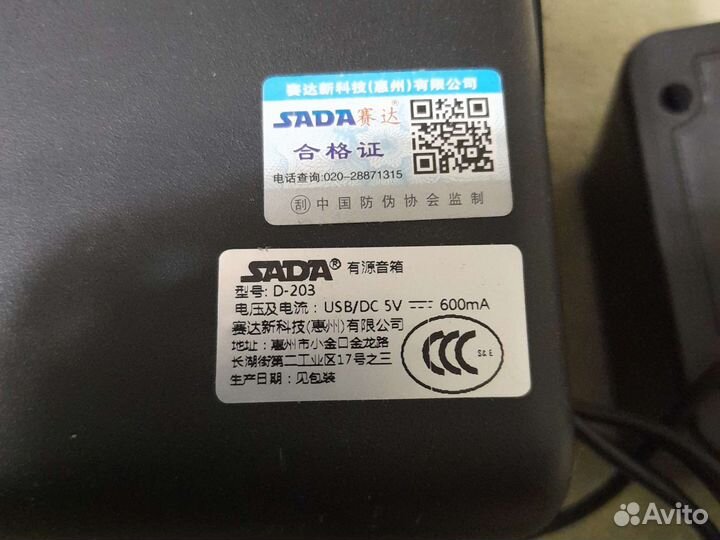 赛达新科技(惠州)有限公司
SADA赛达®
合格证
电话查询:020-28871315
刮 中国防伪协会监制
SADA® 有源音箱
型号: D-203
电压及电流: USB/DC 5V ⎓ 600mA
赛达新科技(惠州)有限公司
地址: 惠州市小金口金龙路
长湖街第二工业区17号之三
生产日期: 见包装
CCC S&E
Avito